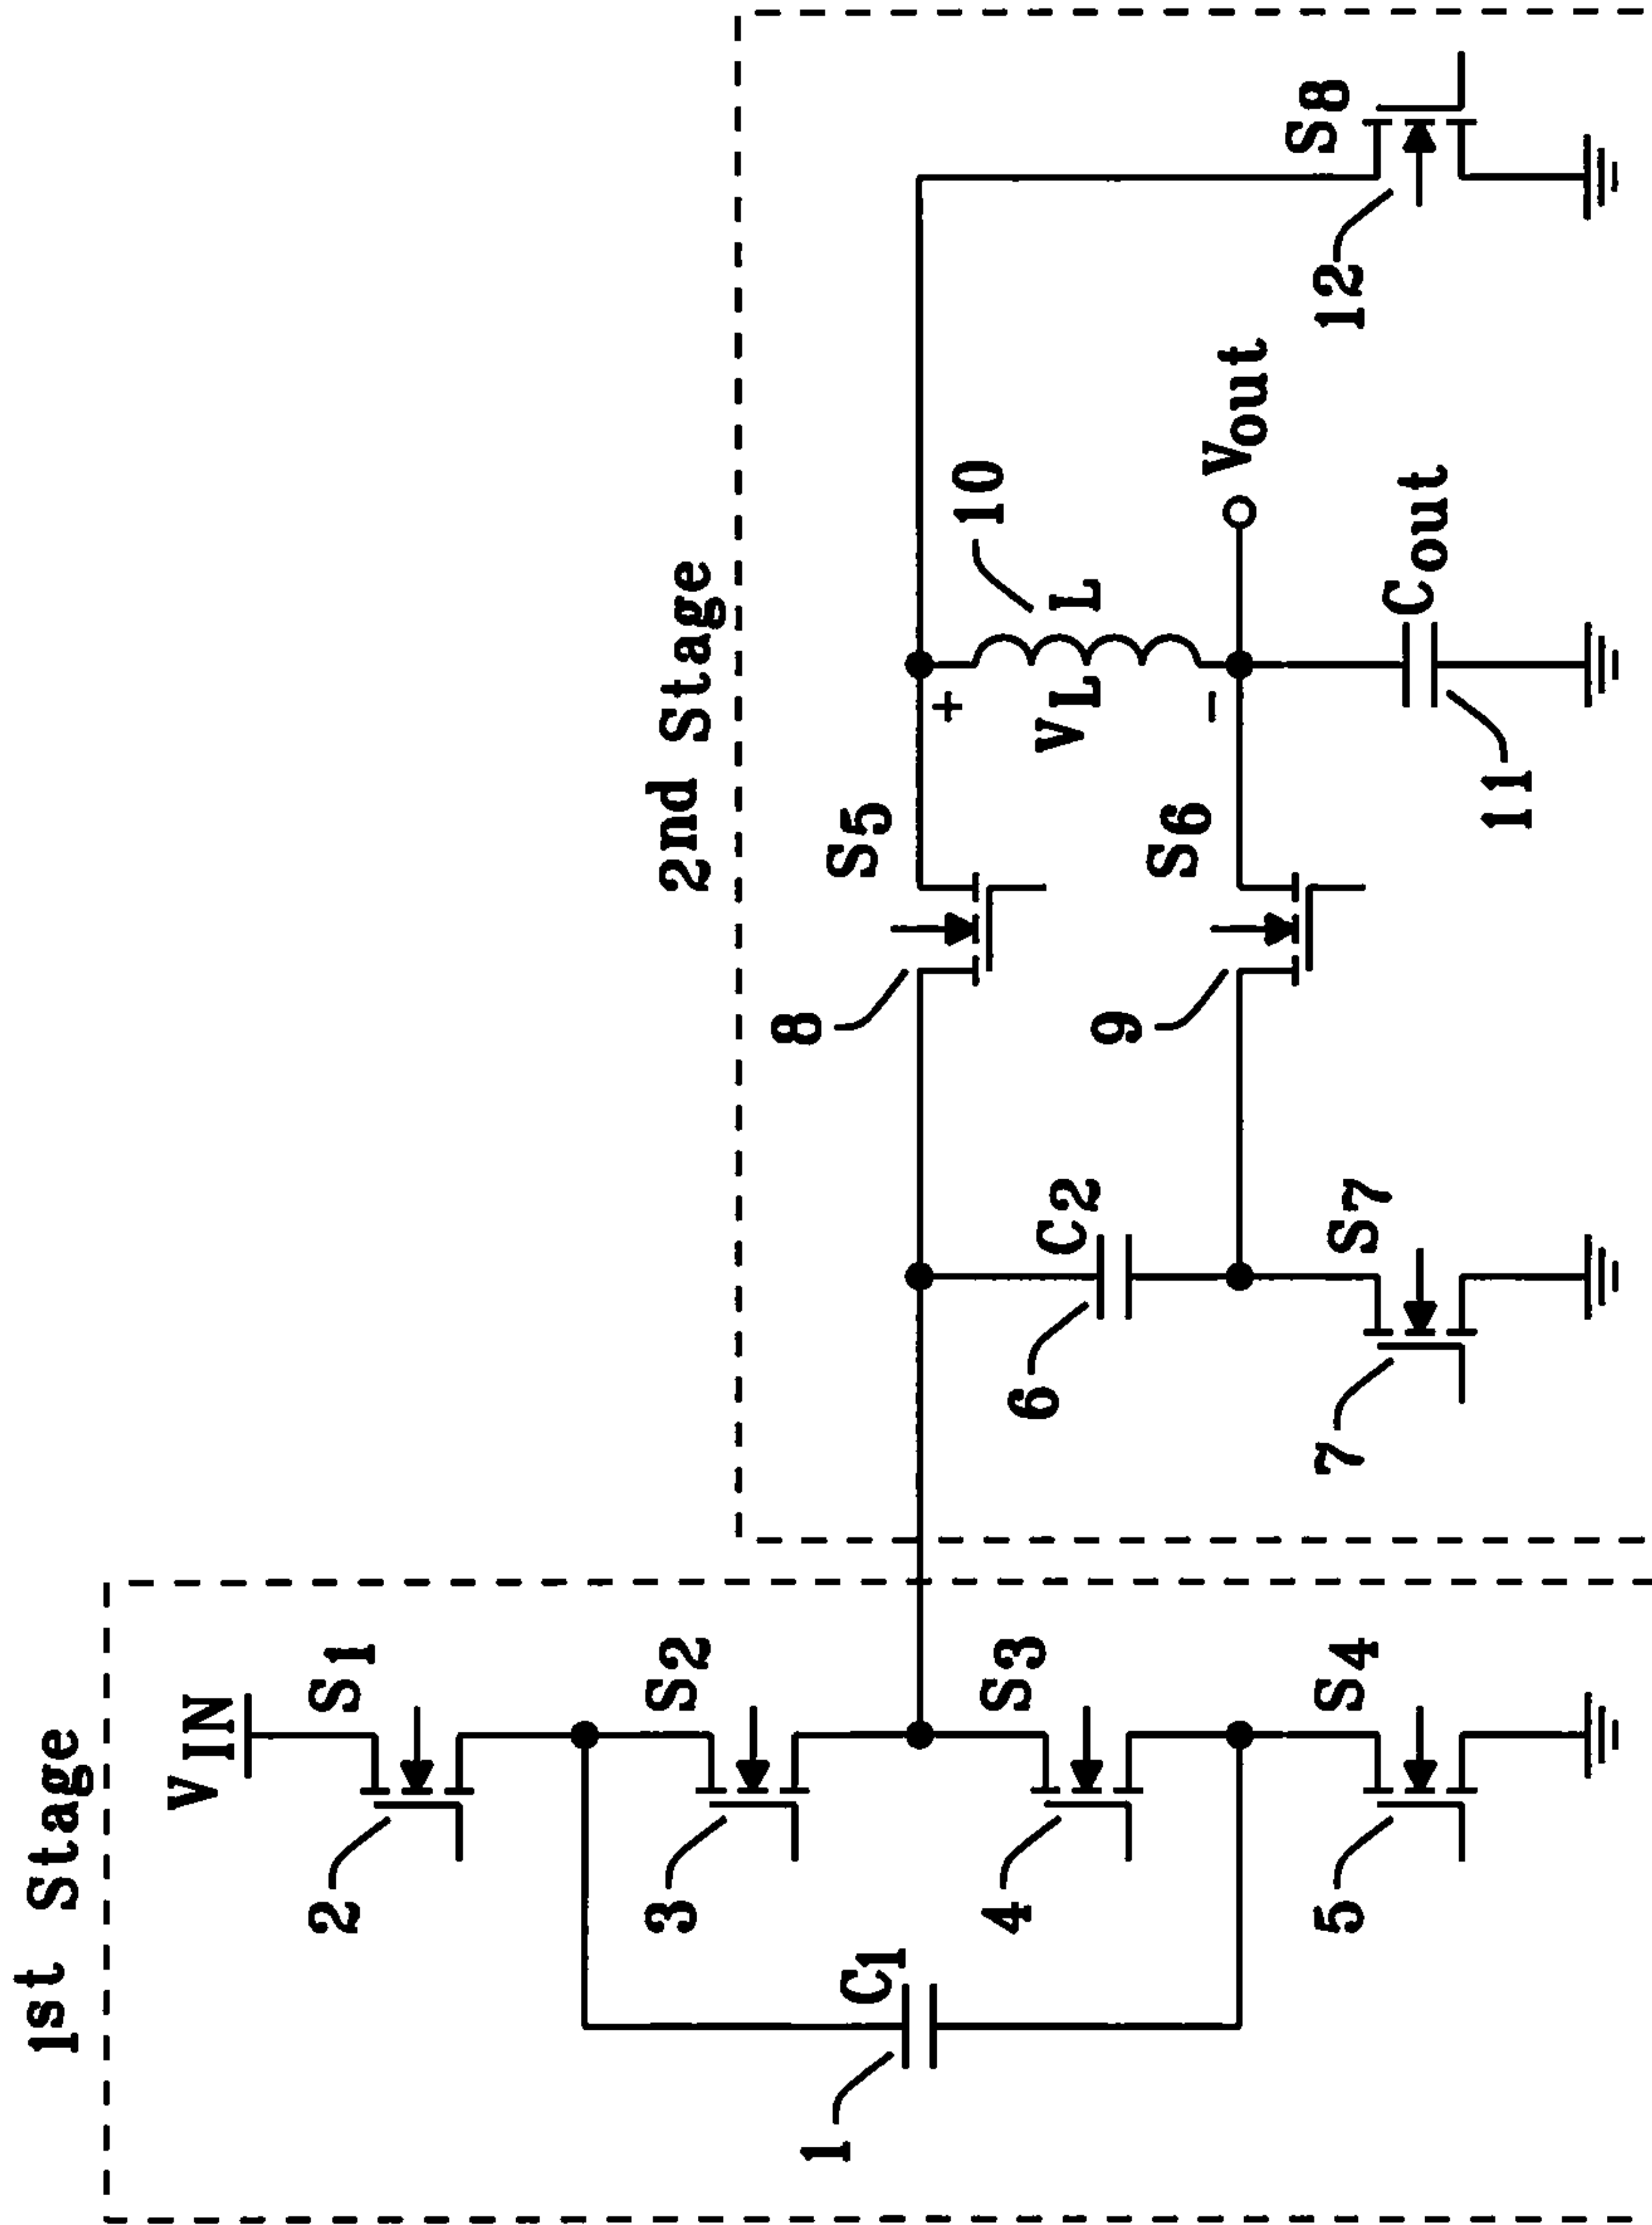 1st Stage
VIN
S1
2
S2
3
C1
1
S3
4
S4
5
2nd Stage
8
S5
C2
6
9
S6
S7
7
+
VL
L
10
−
Vout
Cout
11
S8
12